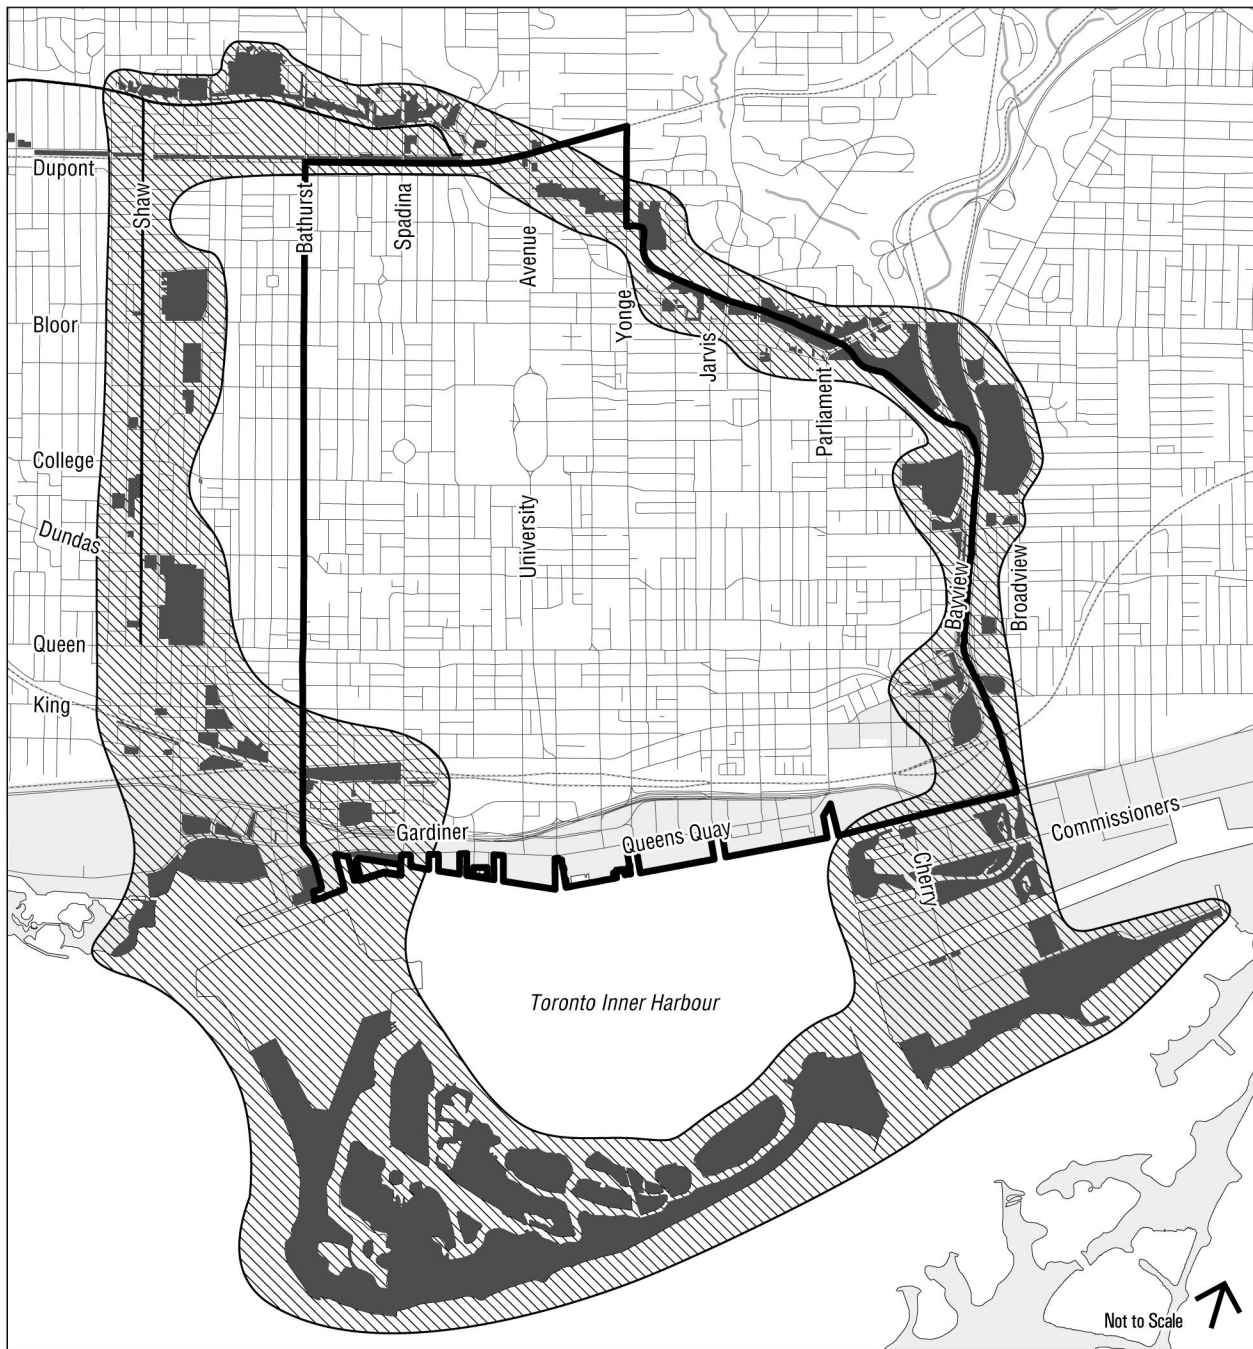 Dupont
Shaw
Bathurst
Spadina
Avenue
Bloor
Yonge
Jarvis
Parliament
College
University
Dundas
Bayview
Broadview
Queen
King
Gardiner
Queens Quay
Commissioners
Cherry
Toronto Inner Harbour
Not to Scale